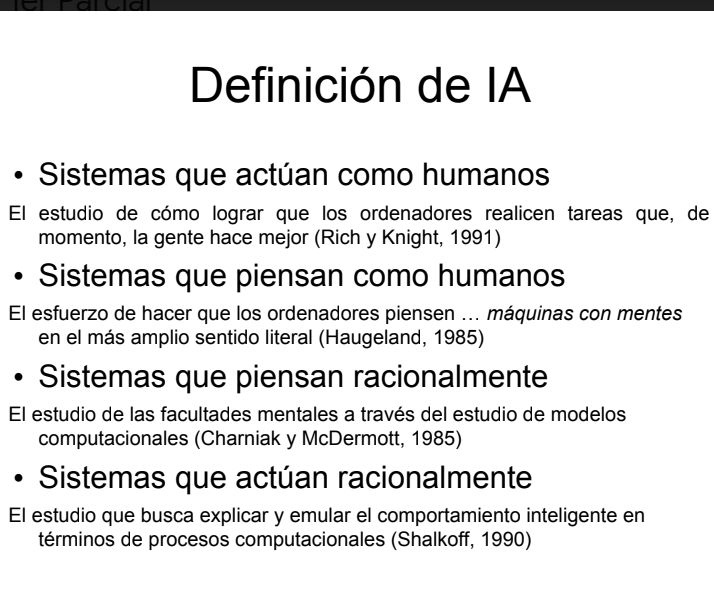 1er Parcial
Definición de IA
• Sistemas que actúan como humanos
El estudio de cómo lograr que los ordenadores realicen tareas que, de
momento, la gente hace mejor (Rich y Knight, 1991)
• Sistemas que piensan como humanos
El esfuerzo de hacer que los ordenadores piensen … máquinas con mentes
en el más amplio sentido literal (Haugeland, 1985)
• Sistemas que piensan racionalmente
El estudio de las facultades mentales a través del estudio de modelos
computacionales (Charniak y McDermott, 1985)
• Sistemas que actúan racionalmente
El estudio que busca explicar y emular el comportamiento inteligente en
términos de procesos computacionales (Shalkoff, 1990)